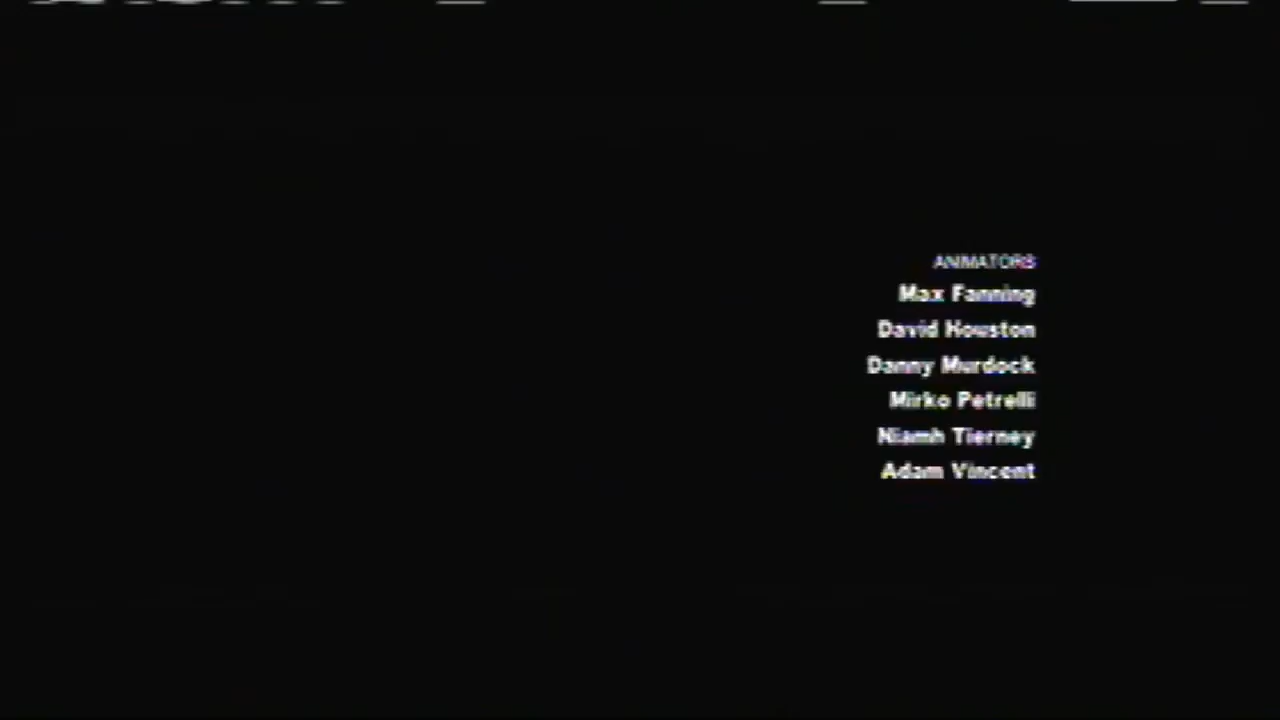 ANIMATORS
Max Fanning
David Houston
Danny Murdock
Mirko Petrelli
Niamh Tierney
Adam Vincent